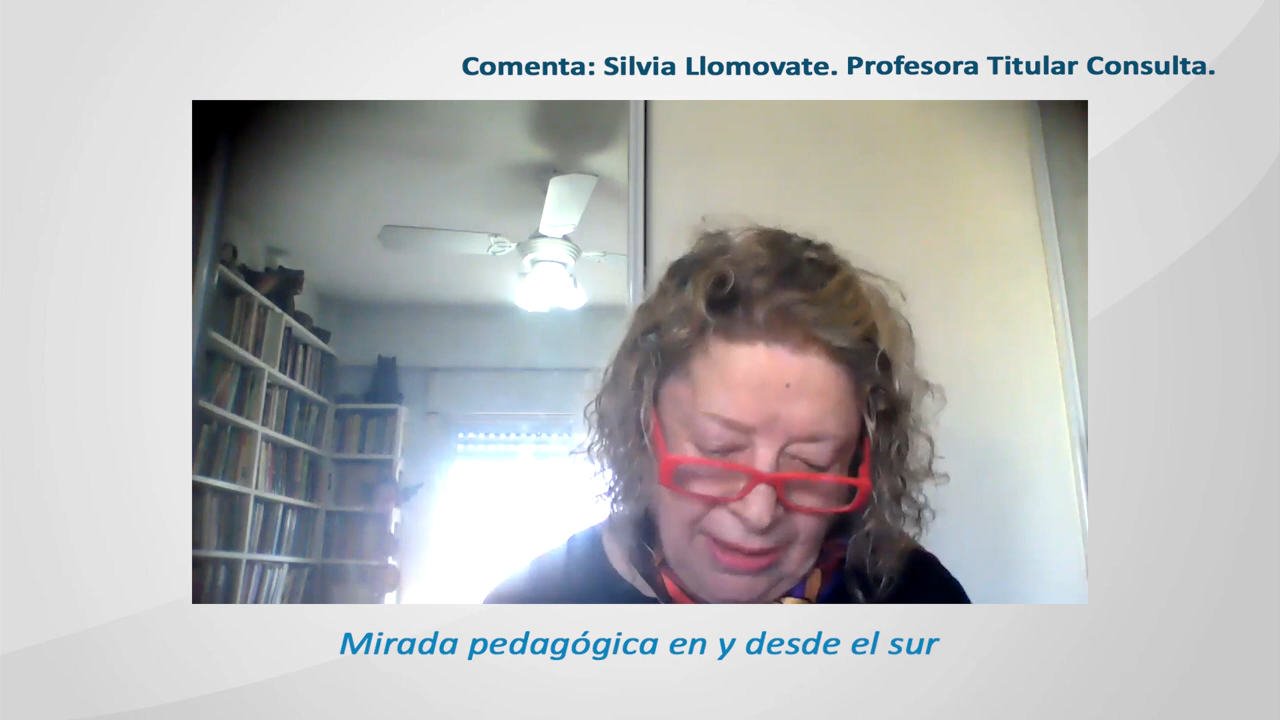 Comenta: Silvia Llomovate. Profesora Titular Consulta.
Mirada pedagógica en y desde el sur